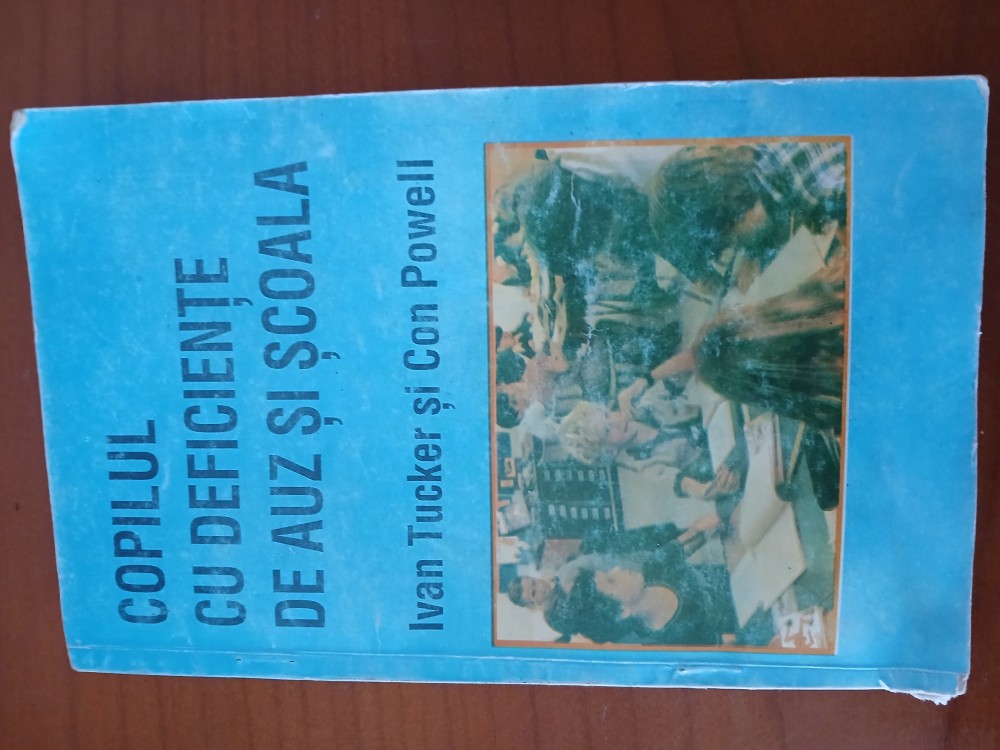 COPILUL
CU DEFICIENȚE
DE AUZ ȘI ȘCOALA
Ivan Tucker și Con Powell